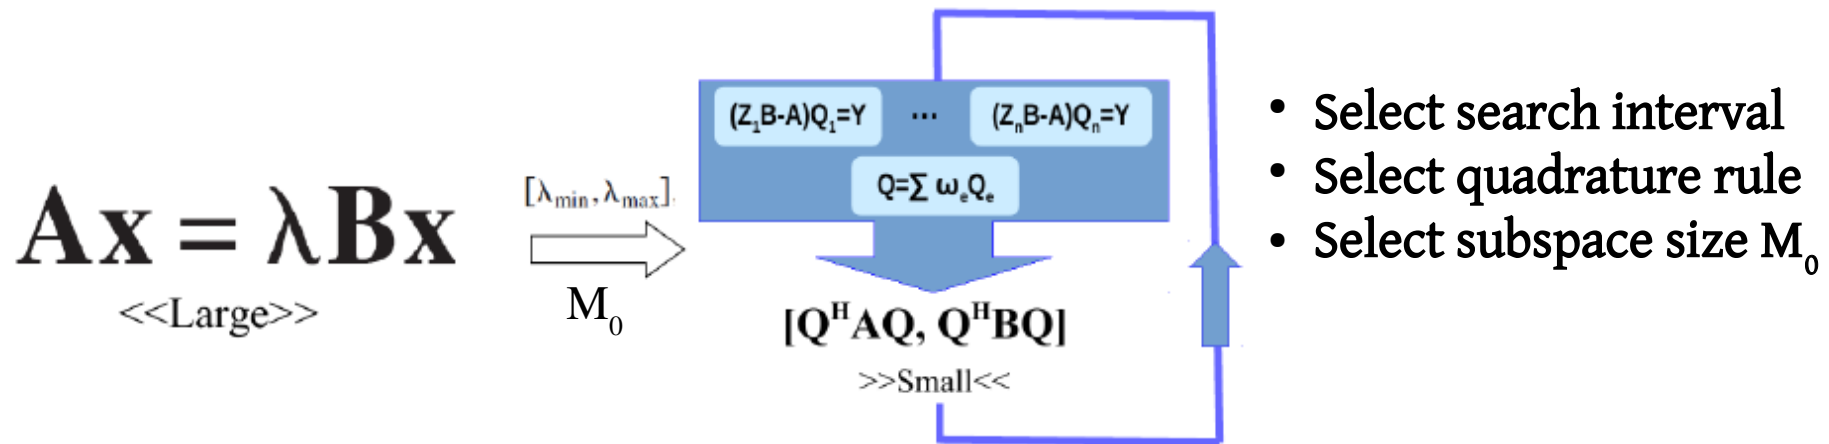 Ax = λBx
<<Large>>
[λmin, λmax].
M₀
(Z₁B-A)Q₁=Y
...
(ZₙB-A)Qₙ=Y
Q=∑ ωₑQₑ
[QᴴAQ, QᴴBQ]
>>Small<<
• Select search interval
• Select quadrature rule
• Select subspace size M₀